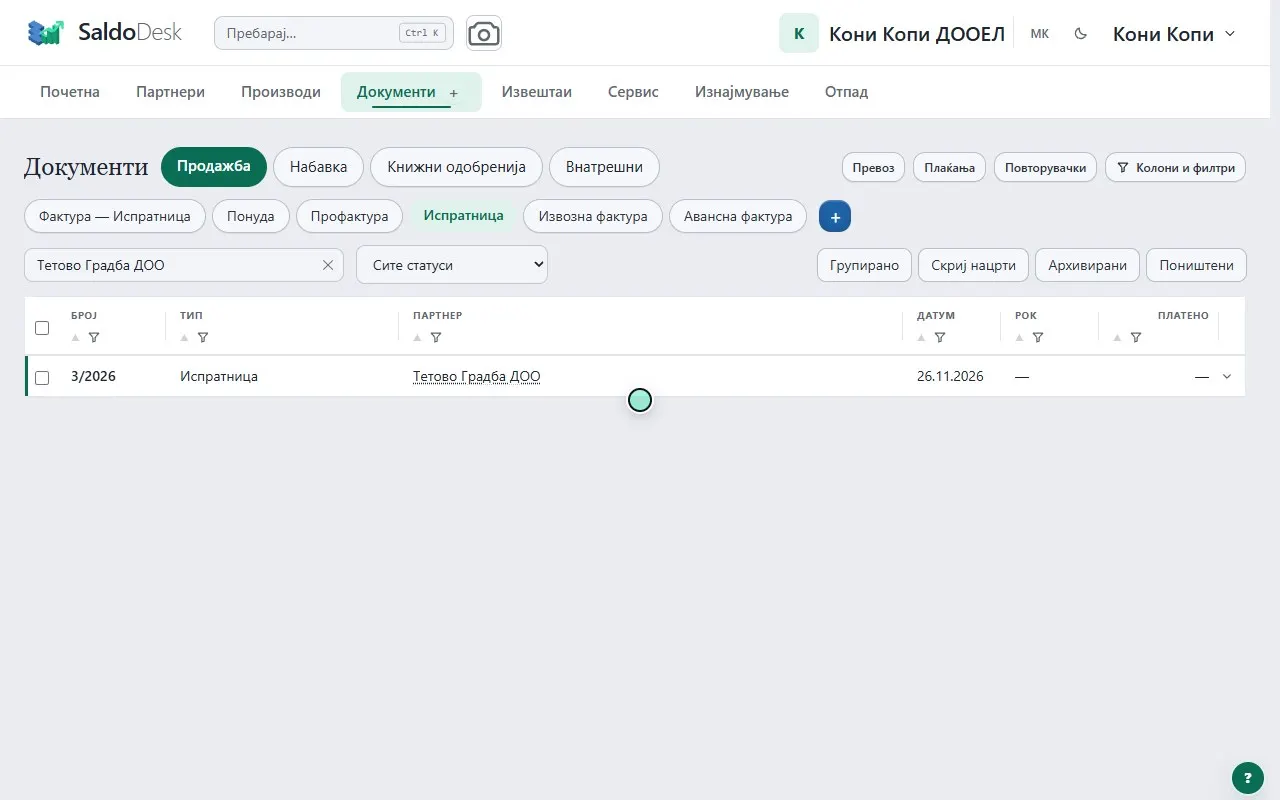 SaldoDesk
Пребарај... Ctrl K
К Кони Копи ДООЕЛ МК Кони Копи
Почетна Партнери Производи Документи + Извештаи Сервис Изнајмување Отпад
Документи Продажба Набавка Книжни одобренија Внатрешни Превоз Плаќања Повторувачки Колони и филтри
Фактура — Испратница Понуда Профактура Испратница Извозна фактура Авансна фактура +
Тетово Градба ДОО Сите статуси Групирано Скриј нацрти Архивирани Поништени
БРОЈ ТИП ПАРТНЕР ДАТУМ РОК ПЛАТЕНО
3/2026 Испратница Тетово Градба ДОО 26.11.2026 — —
?